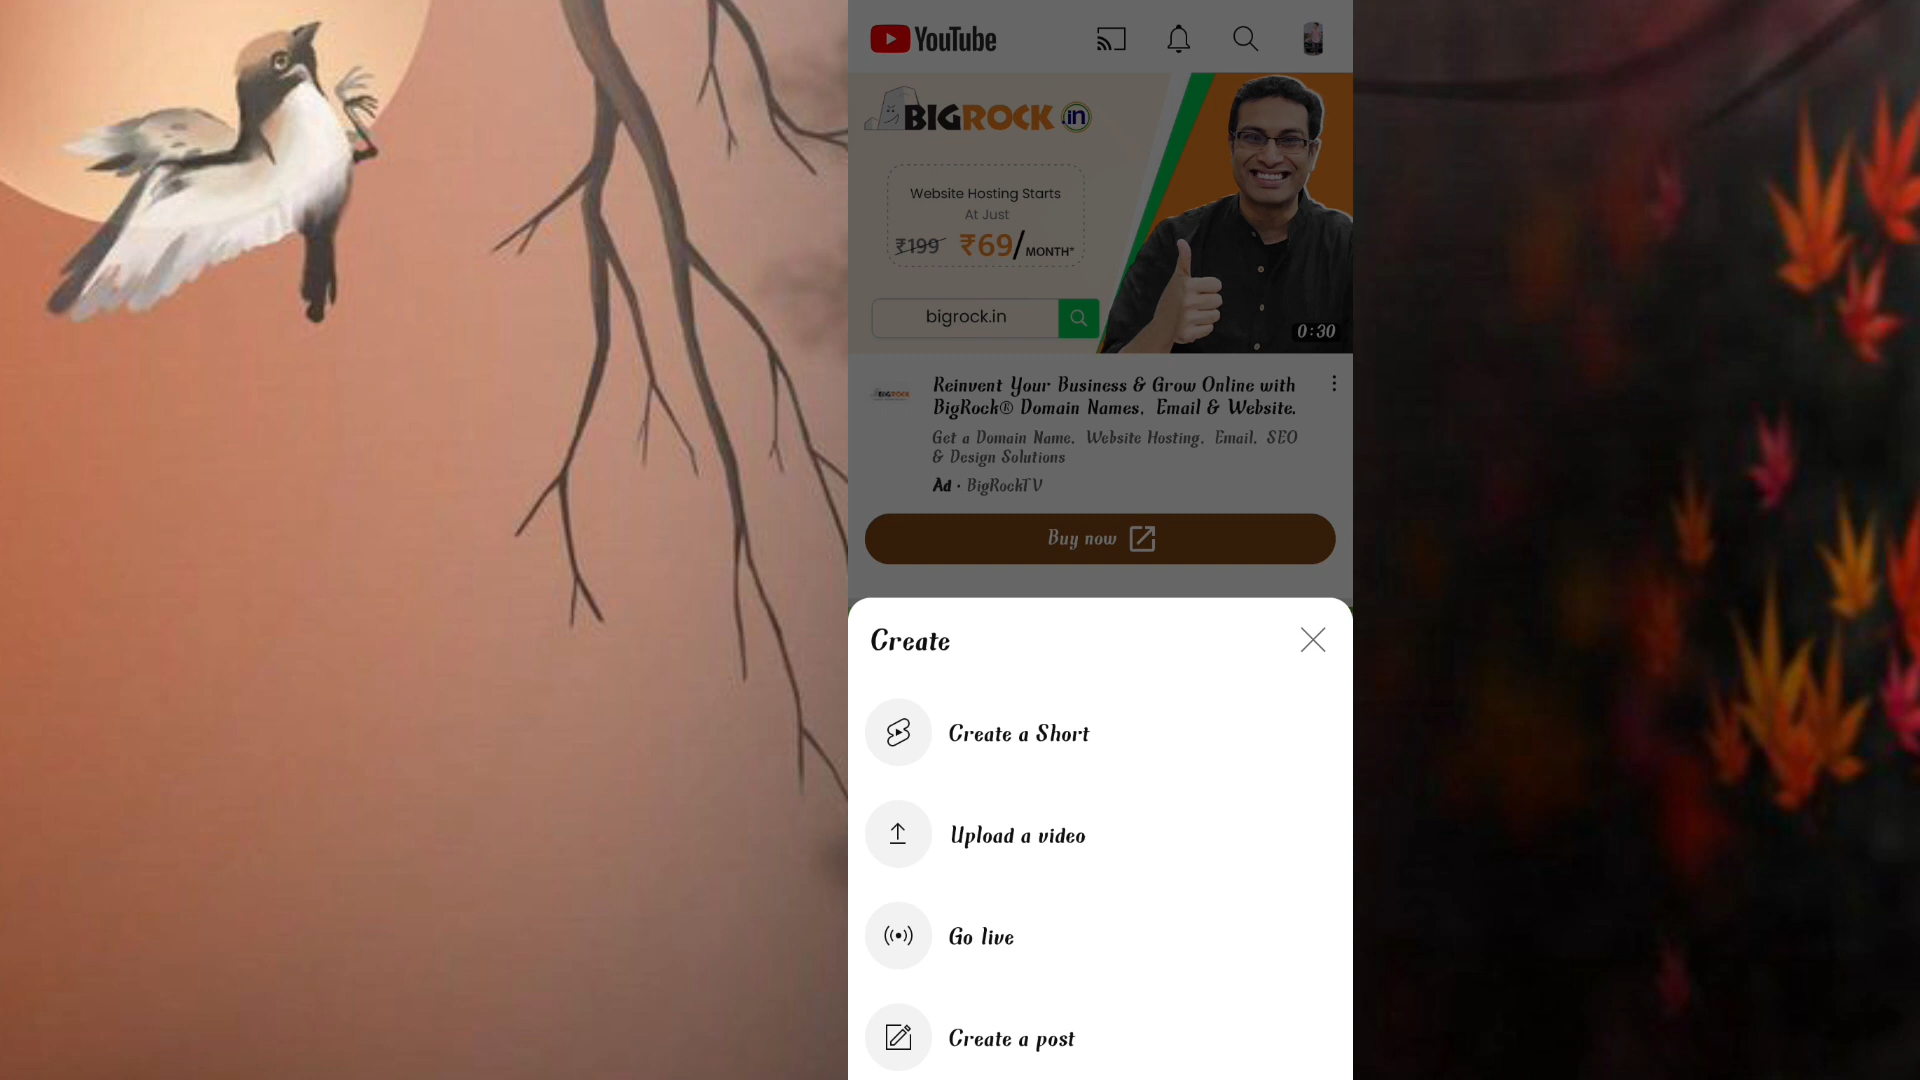 YouTube
BIGROCK .in
Website Hosting Starts
At Just
₹199 ₹69/MONTH*
bigrock.in
0:30
BIGROCK
Reinvent Your Business & Grow Online with
BigRock® Domain Names, Email & Website.
Get a Domain Name, Website Hosting, Email, SEO
& Design Solutions
Ad · BigRockTV
Buy now
Create
Create a Short
Upload a video
Go live
Create a post